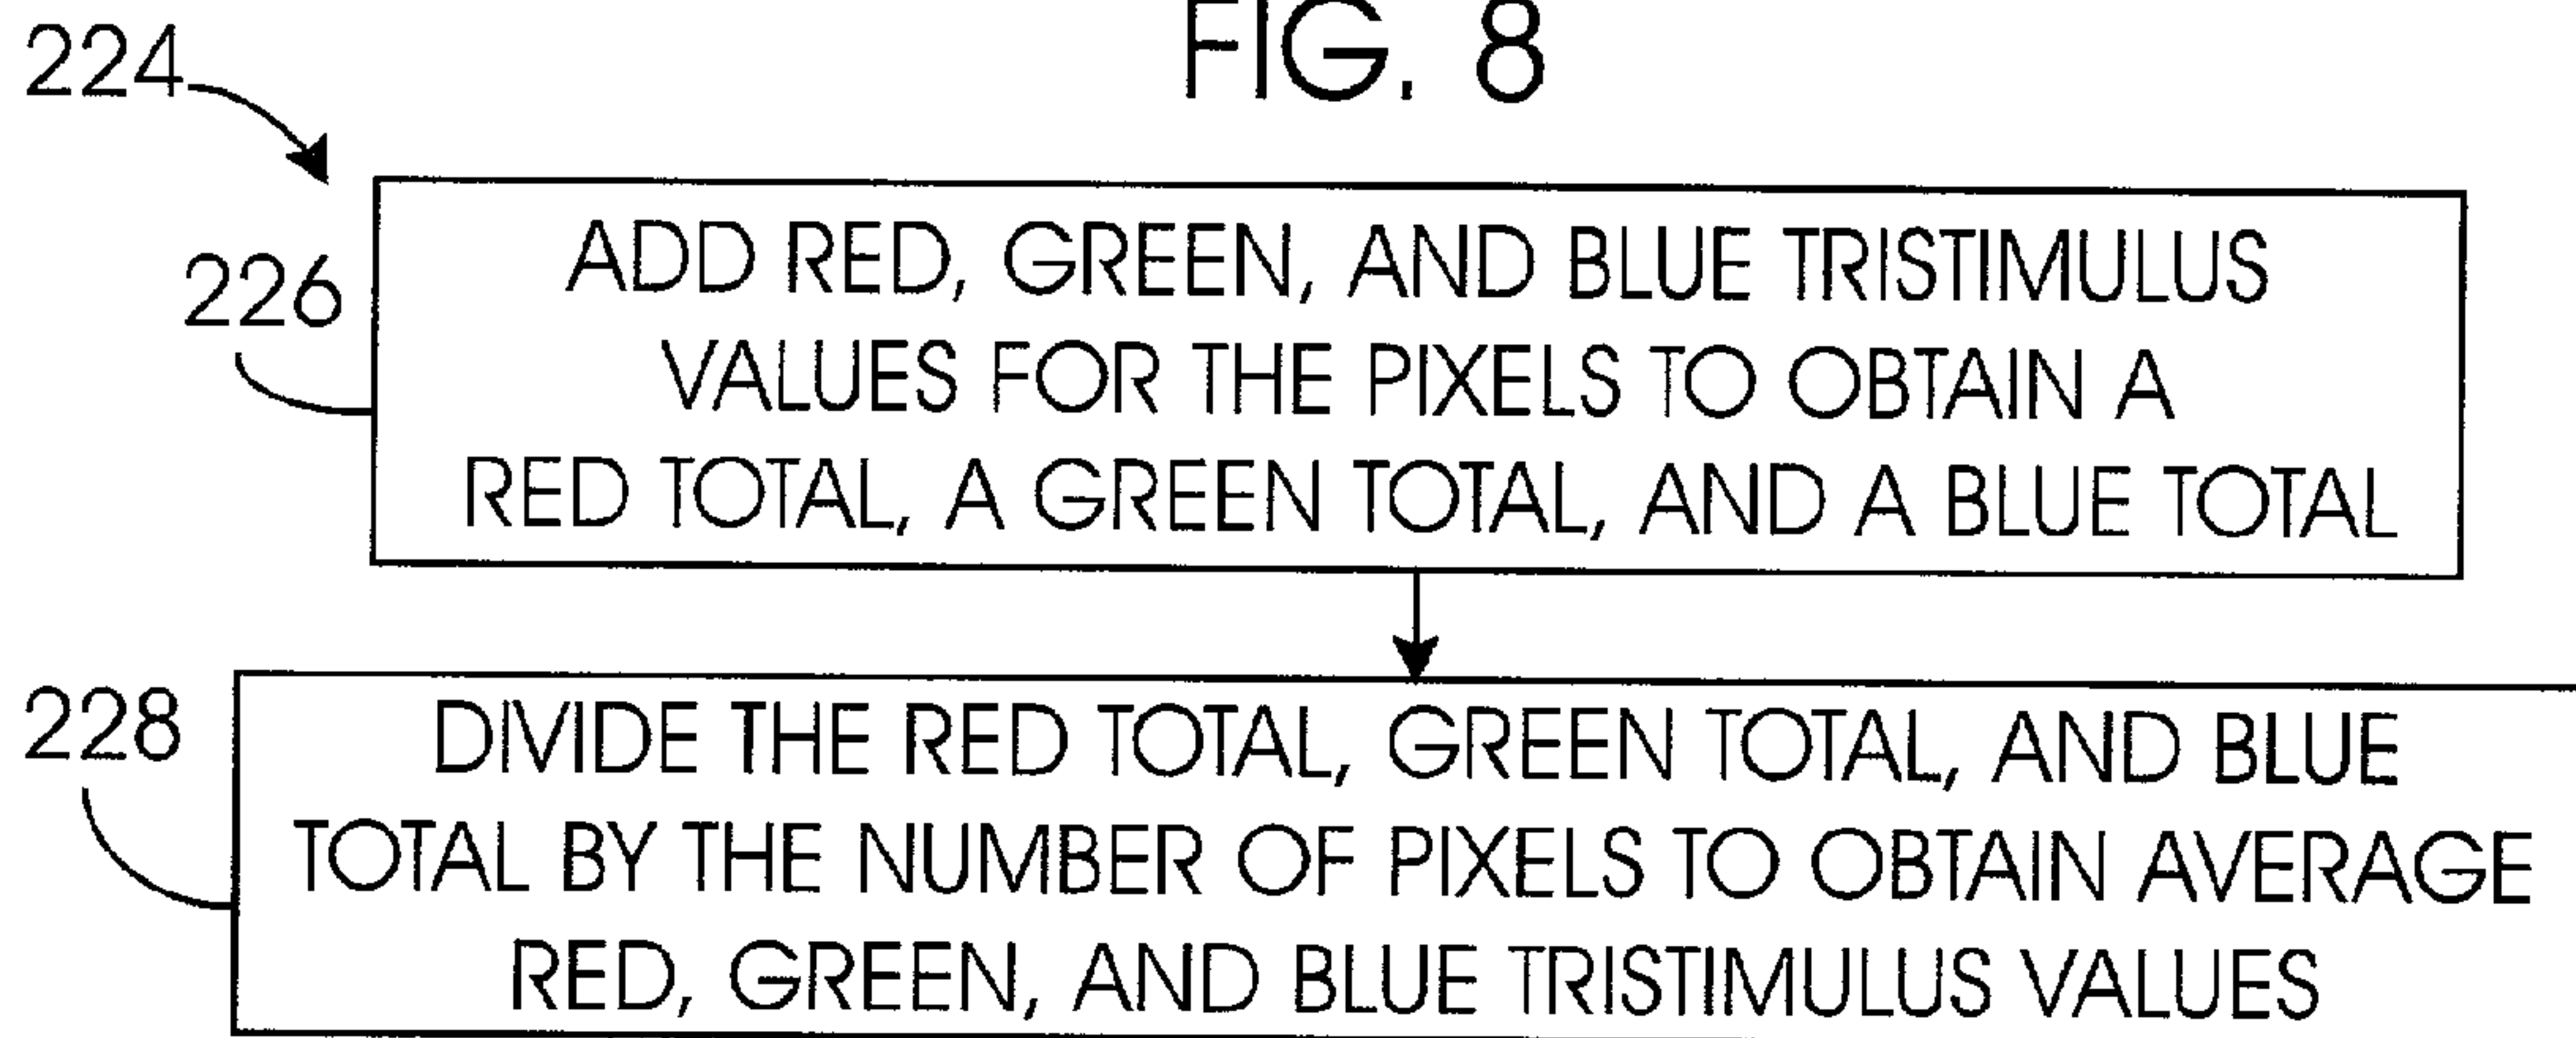 FIG. 8
224
226
ADD RED, GREEN, AND BLUE TRISTIMULUS
VALUES FOR THE PIXELS TO OBTAIN A
RED TOTAL, A GREEN TOTAL, AND A BLUE TOTAL
228
DIVIDE THE RED TOTAL, GREEN TOTAL, AND BLUE
TOTAL BY THE NUMBER OF PIXELS TO OBTAIN AVERAGE
RED, GREEN, AND BLUE TRISTIMULUS VALUES